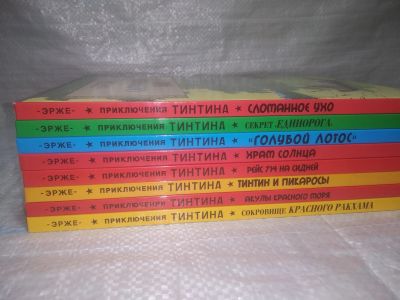 -ЭРЖЕ- ★ ПРИКЛЮЧЕНИЯ ТИНТИНА ★ СЛОМАННОЕ УХО
-ЭРЖЕ- ★ ПРИКЛЮЧЕНИЯ ТИНТИНА ★ СЕКРЕТ „ЕДИНОРОГА“
-ЭРЖЕ- ★ ПРИКЛЮЧЕНИЯ ТИНТИНА ★ «ГОЛУБОЙ ЛОТОС»
-ЭРЖЕ- ★ ПРИКЛЮЧЕНИЯ ТИНТИНА ★ ХРАМ СОЛНЦА
-ЭРЖЕ- ★ ПРИКЛЮЧЕНИЯ ТИНТИНА ★ РЕЙС 714 НА СИДНЕЙ
-ЭРЖЕ- ★ ПРИКЛЮЧЕНИЯ ТИНТИНА ★ ТИНТИН И ПИКАРОСЫ
-ЭРЖЕ- ★ ПРИКЛЮЧЕНИЯ ТИНТИНА ★ АКУЛЫ КРАСНОГО МОРЯ
-ЭРЖЕ- ★ ПРИКЛЮЧЕНИЯ ТИНТИНА ★ СОКРОВИЩЕ КРАСНОГО РАКХАМА